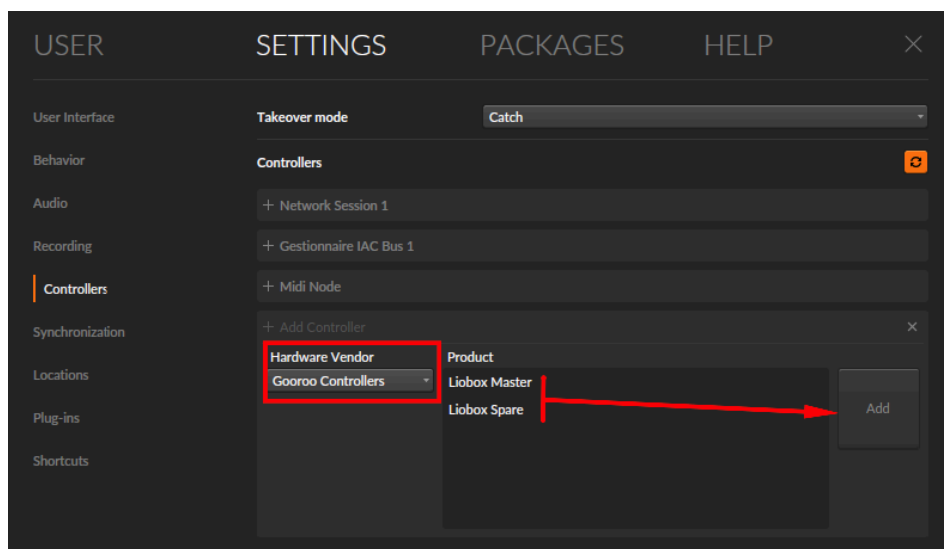 USER SETTINGS PACKAGES HELP
User Interface
Takeover mode Catch
Behavior
Controllers
Audio
+ Network Session 1
Recording
+ Gestionnaire IAC Bus 1
Controllers
+ Midi Node
Synchronization
+ Add Controller
Hardware Vendor Product
Locations
Gooroo Controllers Liobox Master
Liobox Spare Add
Plug-ins
Shortcuts